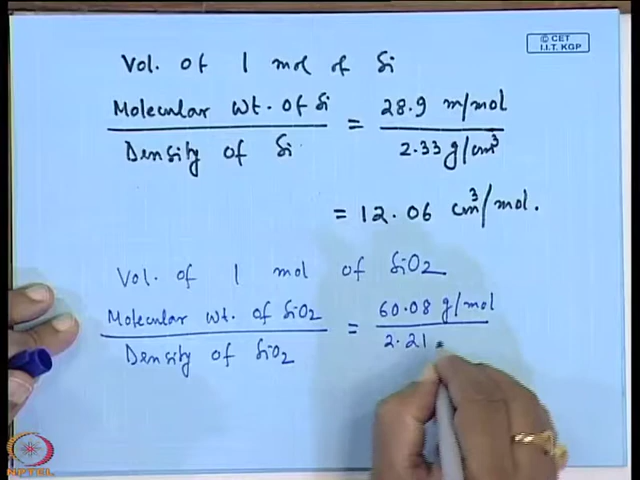 © CET
I.I.T. KGP
Vol. of 1 mol of Si
Molecular Wt. of Si = 28.9 m/mol
Density of Si 2.33 g/cm³
= 12.06 cm³/mol.
Vol. of 1 mol of SiO2
Molecular Wt. of SiO2 = 60.08 g/mol
Density of SiO2 2.21
NPTEL